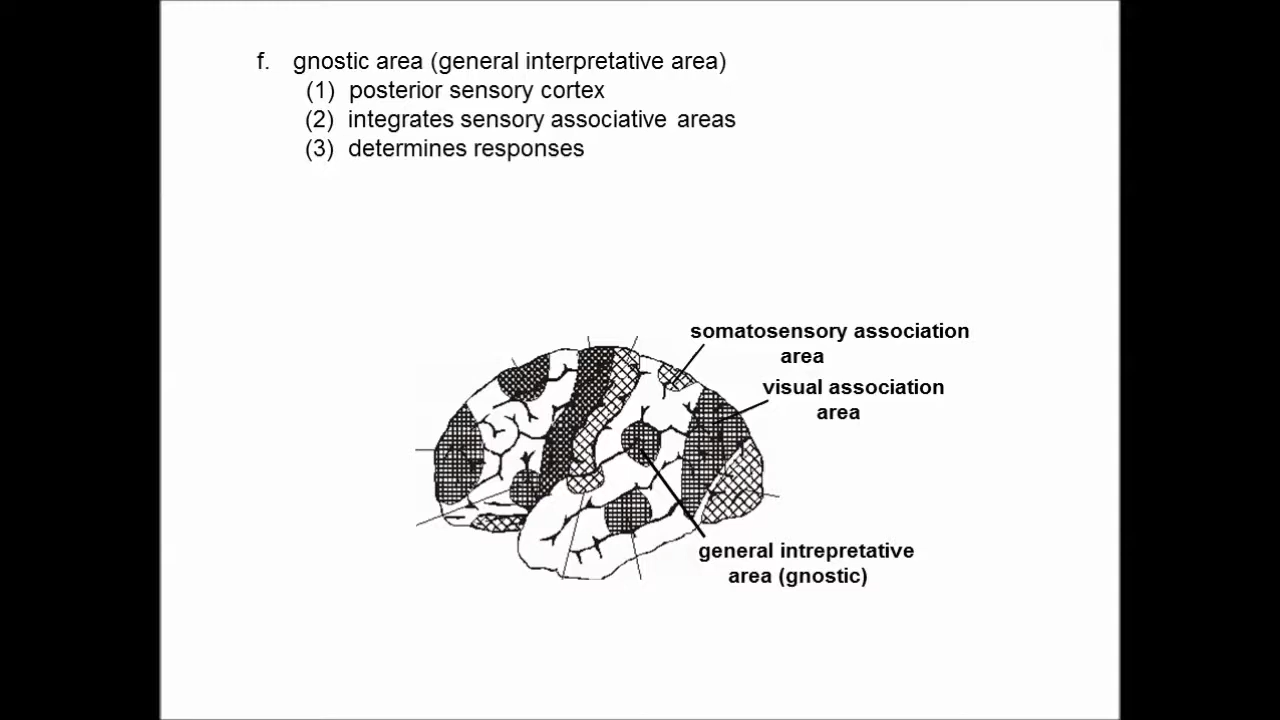 f. gnostic area (general interpretative area)
(1) posterior sensory cortex
(2) integrates sensory associative areas
(3) determines responses
somatosensory association
area
visual association
area
general intrepretative
area (gnostic)